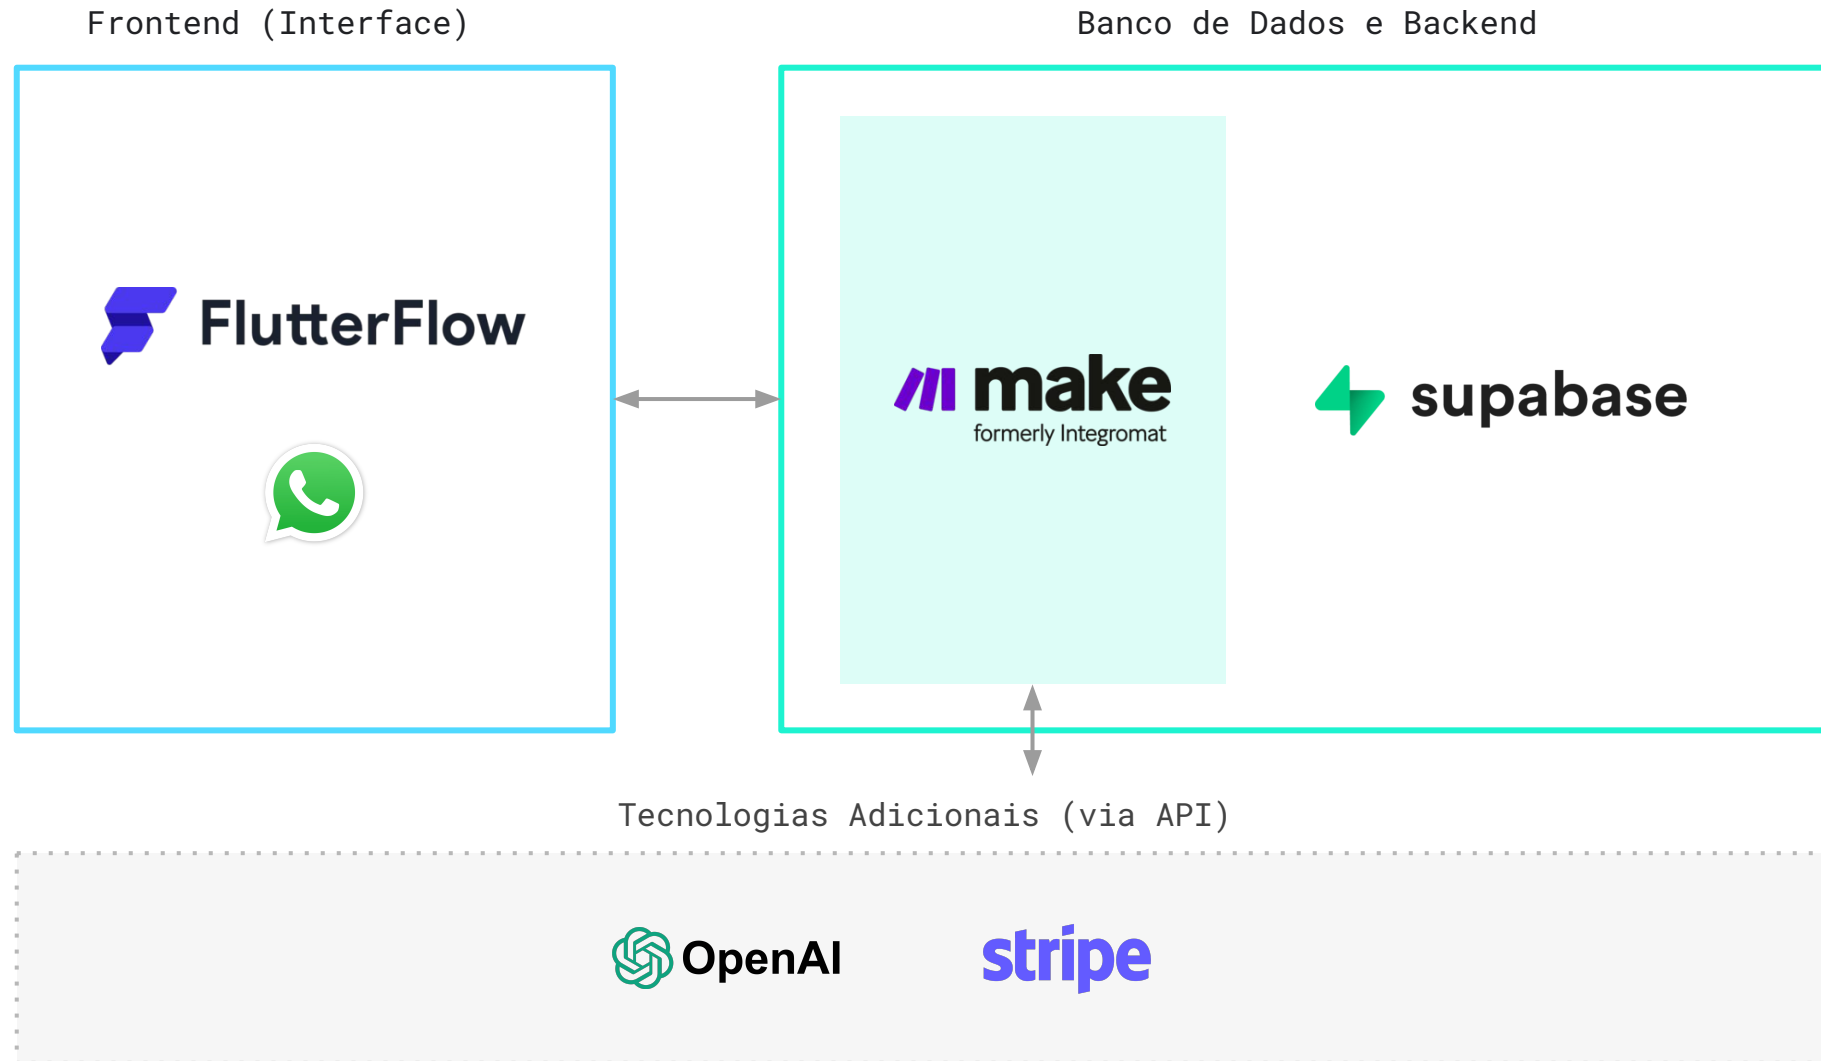 Frontend (Interface)
Banco de Dados e Backend
FlutterFlow
make
formerly Integromat
supabase
Tecnologias Adicionais (via API)
OpenAI
stripe